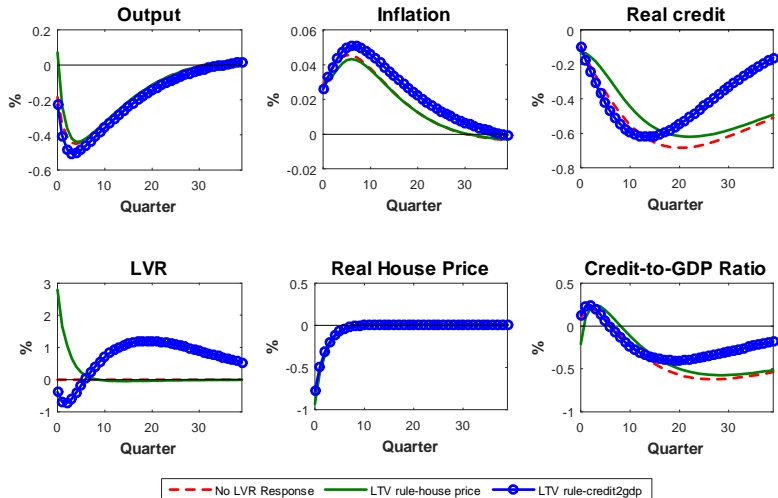 Output
0.2
0
-0.2
-0.4
-0.6
%
0 10 20 30
Quarter
Inflation
0.06
0.04
0.02
0
-0.02
%
0 10 20 30
Quarter
Real credit
0
-0.2
-0.4
-0.6
-0.8
%
0 10 20 30
Quarter
LVR
3
2
1
0
-1
%
0 10 20 30
Quarter
Real House Price
0.5
0
-0.5
-1
%
0 10 20 30
Quarter
Credit-to-GDP Ratio
0.5
0
-0.5
-1
%
0 10 20 30
Quarter
No LVR Response LTV rule-house price LTV rule-credit2gdp